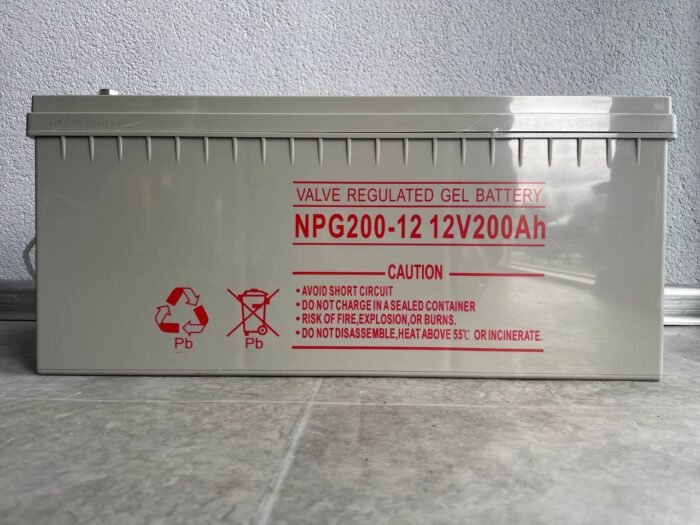 VALVE REGULATED GEL BATTERY
NPG200-12 12V200Ah
CAUTION
• AVOID SHORT CIRCUIT
• DO NOT CHARGE IN A SEALED CONTAINER
• RISK OF FIRE,EXPLOSION,OR BURNS.
• DO NOT DISASSEMBLE,HEAT ABOVE 55℃ OR INCINERATE.
Pb
Pb